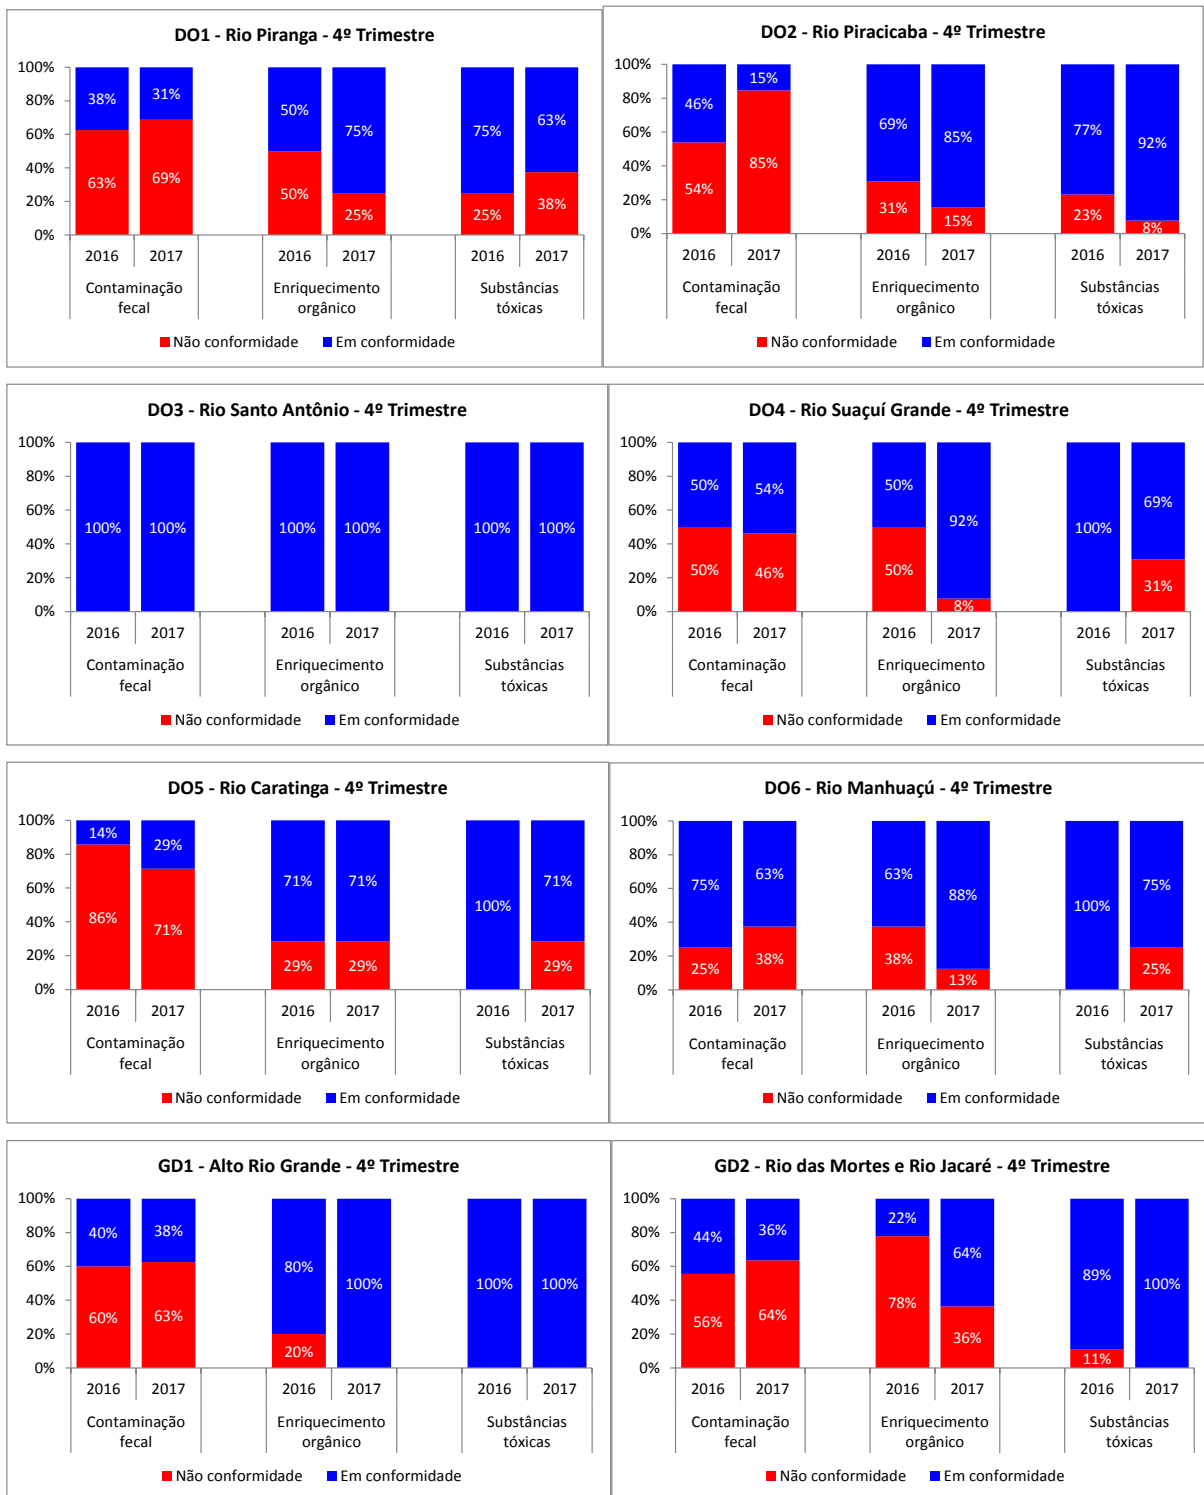 DO1 - Rio Piranga - 4º Trimestre
100%
80%
60%
40%
20%
0%
38%
31%
50%
75%
75%
63%
63%
69%
50%
25%
25%
38%
2016 2017 2016 2017 2016 2017
Contaminação fecal
Enriquecimento orgânico
Substâncias tóxicas
Não conformidade Em conformidade
DO2 - Rio Piracicaba - 4º Trimestre
100%
80%
60%
40%
20%
0%
46%
15%
69%
85%
77%
92%
54%
85%
31%
15%
23%
8%
2016 2017 2016 2017 2016 2017
Contaminação fecal
Enriquecimento orgânico
Substâncias tóxicas
Não conformidade Em conformidade
DO3 - Rio Santo Antônio - 4º Trimestre
100%
80%
60%
40%
20%
0%
100% 100% 100% 100% 100% 100%
2016 2017 2016 2017 2016 2017
Contaminação fecal
Enriquecimento orgânico
Substâncias tóxicas
Não conformidade Em conformidade
DO4 - Rio Suaçuí Grande - 4º Trimestre
100%
80%
60%
40%
20%
0%
50%
54%
50%
92%
100%
69%
50%
46%
50%
8%
31%
2016 2017 2016 2017 2016 2017
Contaminação fecal
Enriquecimento orgânico
Substâncias tóxicas
Não conformidade Em conformidade
DO5 - Rio Caratinga - 4º Trimestre
100%
80%
60%
40%
20%
0%
14%
29%
71%
71%
100%
71%
86%
71%
29%
29%
29%
2016 2017 2016 2017 2016 2017
Contaminação fecal
Enriquecimento orgânico
Substâncias tóxicas
Não conformidade Em conformidade
DO6 - Rio Manhuaçú - 4º Trimestre
100%
80%
60%
40%
20%
0%
75%
63%
63%
88%
100%
75%
25%
38%
38%
13%
25%
2016 2017 2016 2017 2016 2017
Contaminação fecal
Enriquecimento orgânico
Substâncias tóxicas
Não conformidade Em conformidade
GD1 - Alto Rio Grande - 4º Trimestre
100%
80%
60%
40%
20%
0%
40%
38%
80%
100%
100%
100%
60%
63%
20%
2016 2017 2016 2017 2016 2017
Contaminação fecal
Enriquecimento orgânico
Substâncias tóxicas
Não conformidade Em conformidade
GD2 - Rio das Mortes e Rio Jacaré - 4º Trimestre
100%
80%
60%
40%
20%
0%
44%
36%
22%
64%
89%
100%
56%
64%
78%
36%
11%
2016 2017 2016 2017 2016 2017
Contaminação fecal
Enriquecimento orgânico
Substâncias tóxicas
Não conformidade Em conformidade